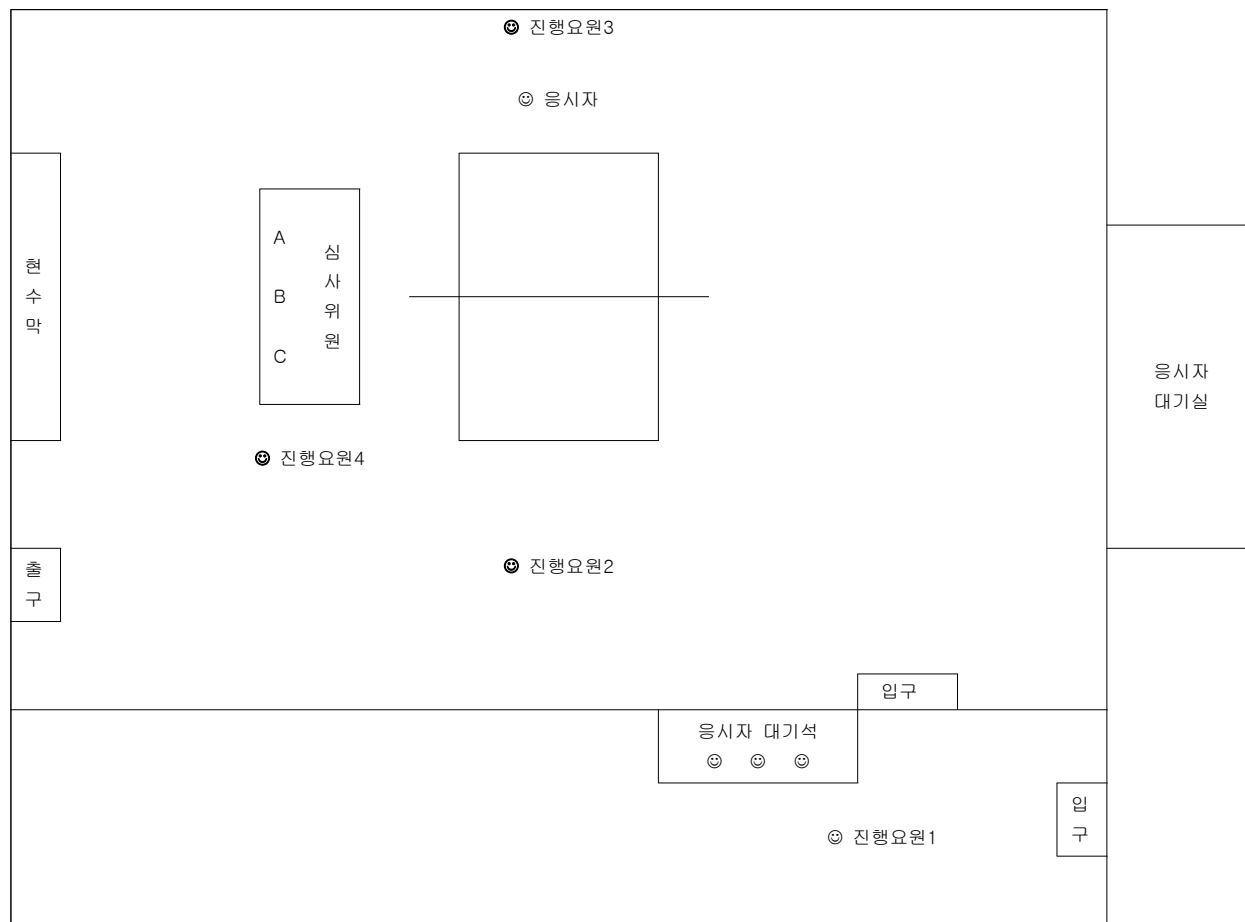 ☻ 진행요원3
☺ 응시자
현
수
막
A
B
C
심
사
위
원
응시자
대기실
☻ 진행요원4
출
구
☻ 진행요원2
입구
응시자 대기석
☺ ☺ ☺
입
구
☺ 진행요원1